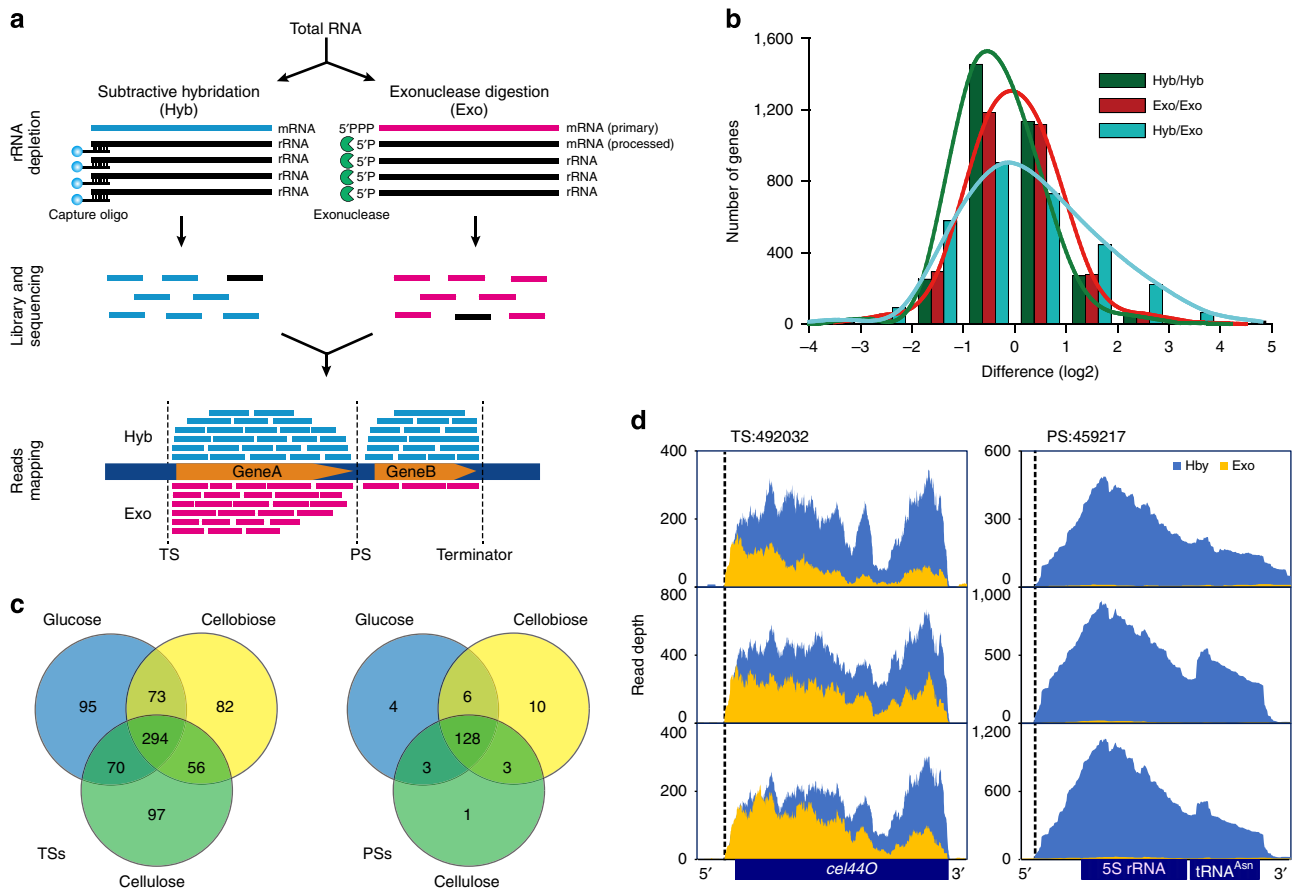 a
Total RNA
Subtractive hybridation
(Hyb)
Exonuclease digestion
(Exo)
rRNA
depletion
mRNA
rRNA
rRNA
rRNA
rRNA
Capture oligo
5′PPP
5′P
5′P
5′P
5′P
mRNA (primary)
mRNA (processed)
rRNA
rRNA
rRNA
Exonuclease
Library and
sequencing
Reads
mapping
Hyb
GeneA
GeneB
Exo
TS
PS
Terminator
b
Number of genes
1,600
1,200
800
400
0
–4
–3
–2
–1
0
1
2
3
4
5
Difference (log2)
Hyb/Hyb
Exo/Exo
Hyb/Exo
c
Glucose
Cellobiose
95
73
82
294
70
56
97
TSs
Cellulose
Glucose
Cellobiose
4
6
10
128
3
3
1
PSs
Cellulose
d
TS:492032
PS:459217
Read depth
400
200
0
800
400
0
400
200
0
5′
cel44O
3′
Hby
Exo
600
300
0
1,000
500
0
1,200
600
0
5′
5S rRNA
tRNAAsn
3′